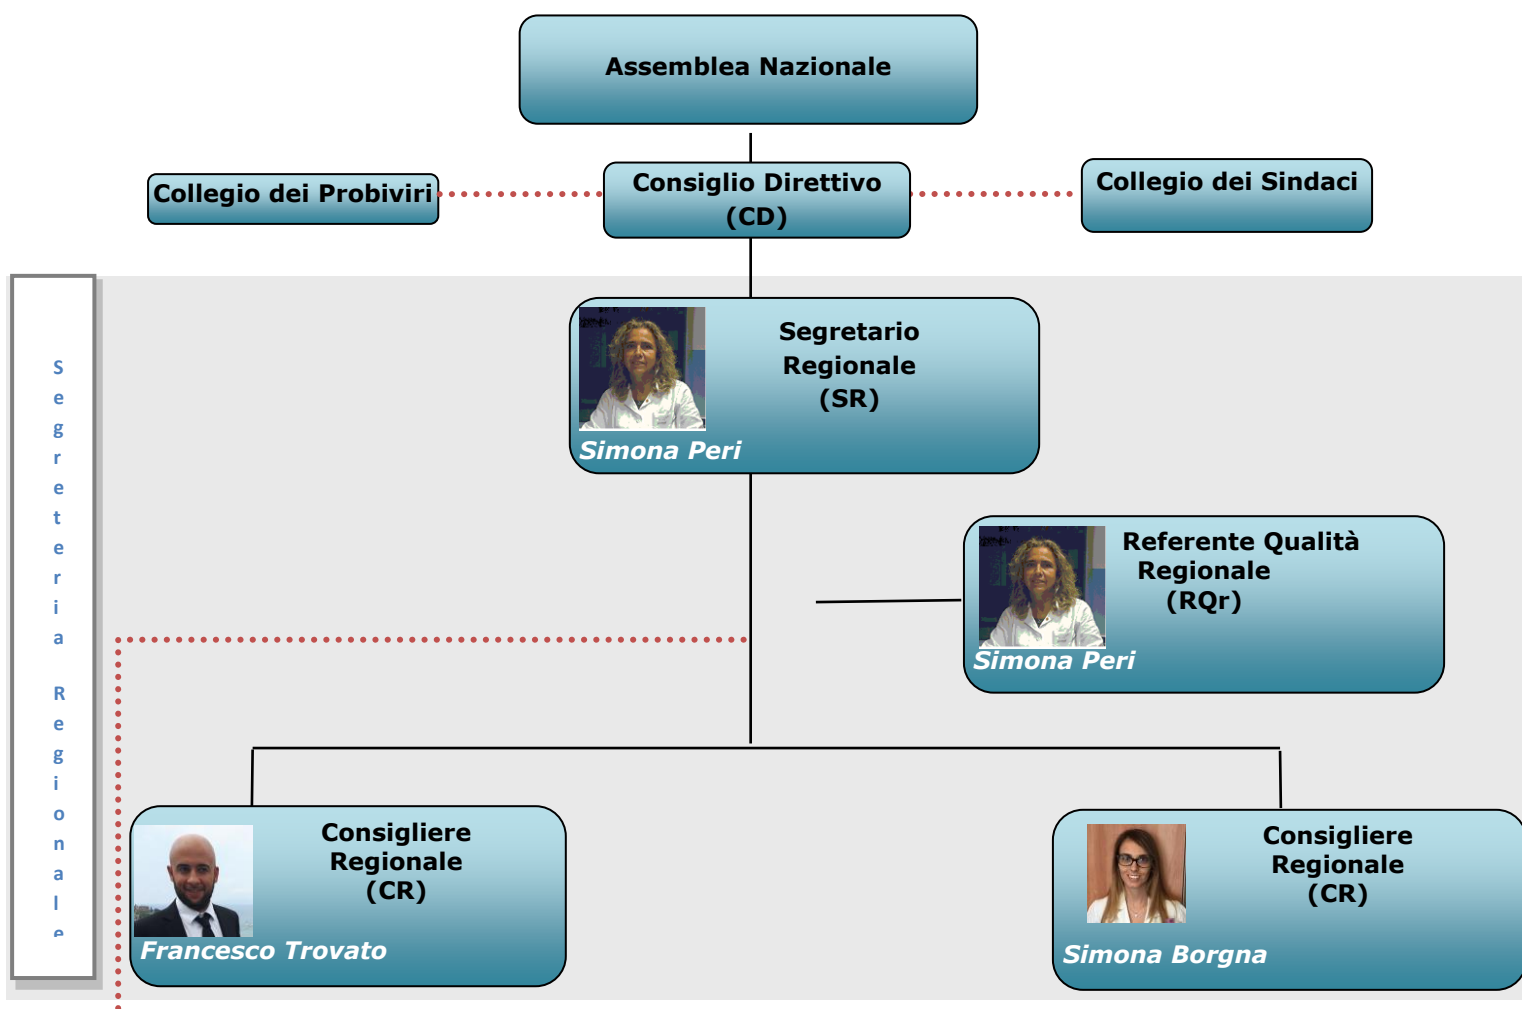 Assemblea Nazionale
Collegio dei Probiviri
Consiglio Direttivo
(CD)
Collegio dei Sindaci
Segreteria Regionale
Segretario
Regionale
(SR)
Simona Peri
Referente Qualità
Regionale
(RQr)
Simona Peri
Consigliere
Regionale
(CR)
Francesco Trovato
Consigliere
Regionale
(CR)
Simona Borgna